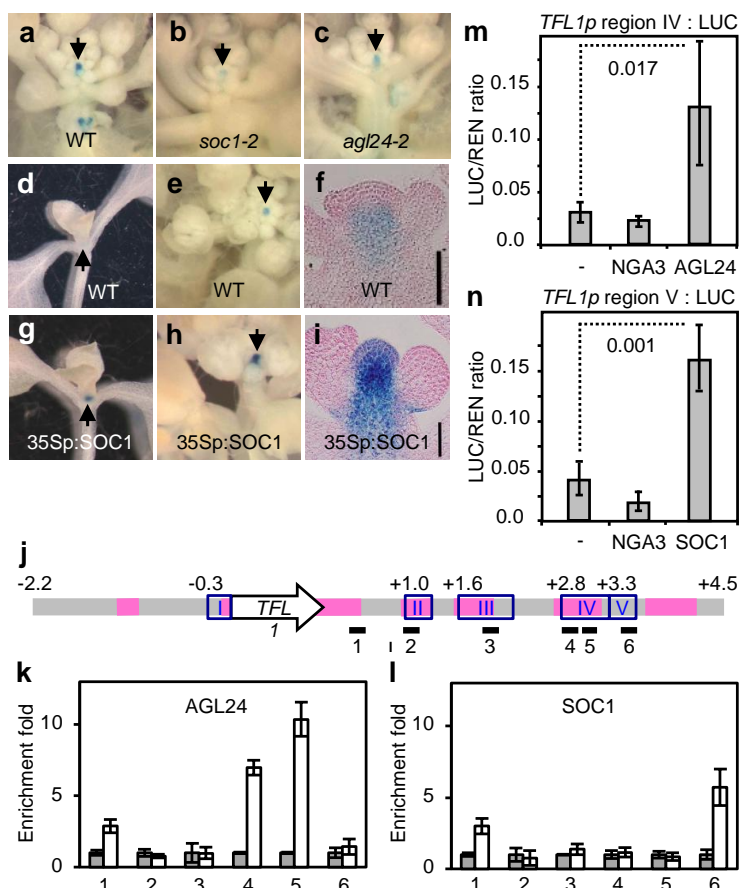 a
WT
b
soc1-2
c
agl24-2
d
WT
e
WT
f
WT
g
35Sp:SOC1
h
35Sp:SOC1
i
35Sp:SOC1
m
TFL1p region IV : LUC
LUC/REN ratio
0.15
0.10
0.05
0.0
0.017
- NGA3 AGL24
n
TFL1p region V : LUC
LUC/REN ratio
0.15
0.10
0.05
0.0
0.001
- NGA3 SOC1
j
-2.2 -0.3 +1.0 +1.6 +2.8 +3.3 +4.5
I TFL II III IV V
1
1 2 3 4 5 6
k
AGL24
Enrichment fold
10
5
0
1 2 3 4 5 6
l
SOC1
Enrichment fold
10
5
0
1 2 3 4 5 6